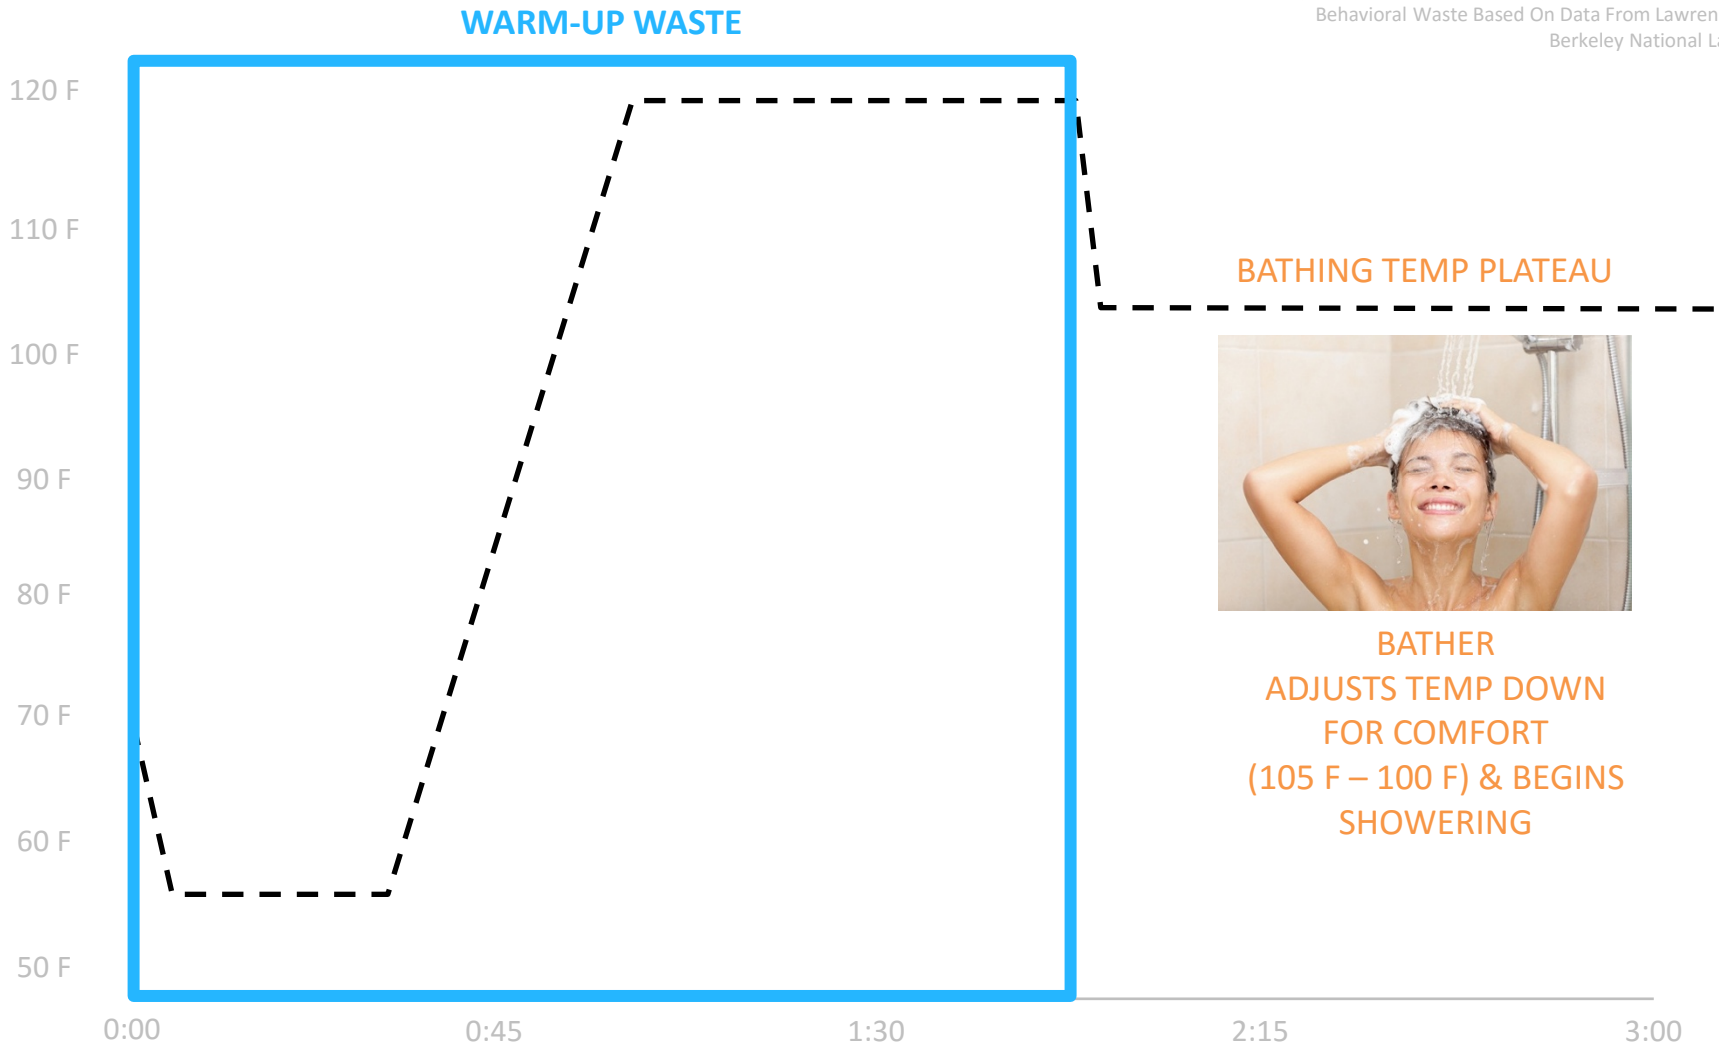 WARM-UP WASTE
Behavioral Waste Based On Data From
Berkeley National
120 F
110 F
100 F
90 F
80 F
70 F
60 F
50 F
BATHING TEMP PLATEAU
BATHER
ADJUSTS TEMP DOWN
FOR COMFORT
(105 F – 100 F) & BEGINS
SHOWERING
0:00
0:45
1:30
2:15
3:00